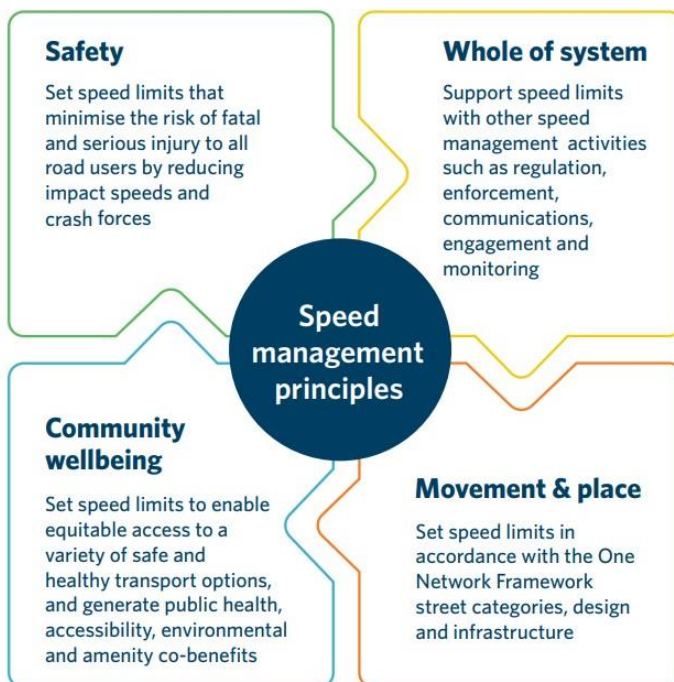 Safety
Set speed limits that
minimise the risk of fatal
and serious injury to all
road users by reducing
impact speeds and
crash forces
Whole of system
Support speed limits
with other speed
management activities
such as regulation,
enforcement,
communications,
engagement and
monitoring
Speed
management
principles
Community
wellbeing
Set speed limits to enable
equitable access to a
variety of safe and
healthy transport options,
and generate public health,
accessibility, environmental
and amenity co-benefits
Movement & place
Set speed limits in
accordance with the One
Network Framework
street categories, design
and infrastructure